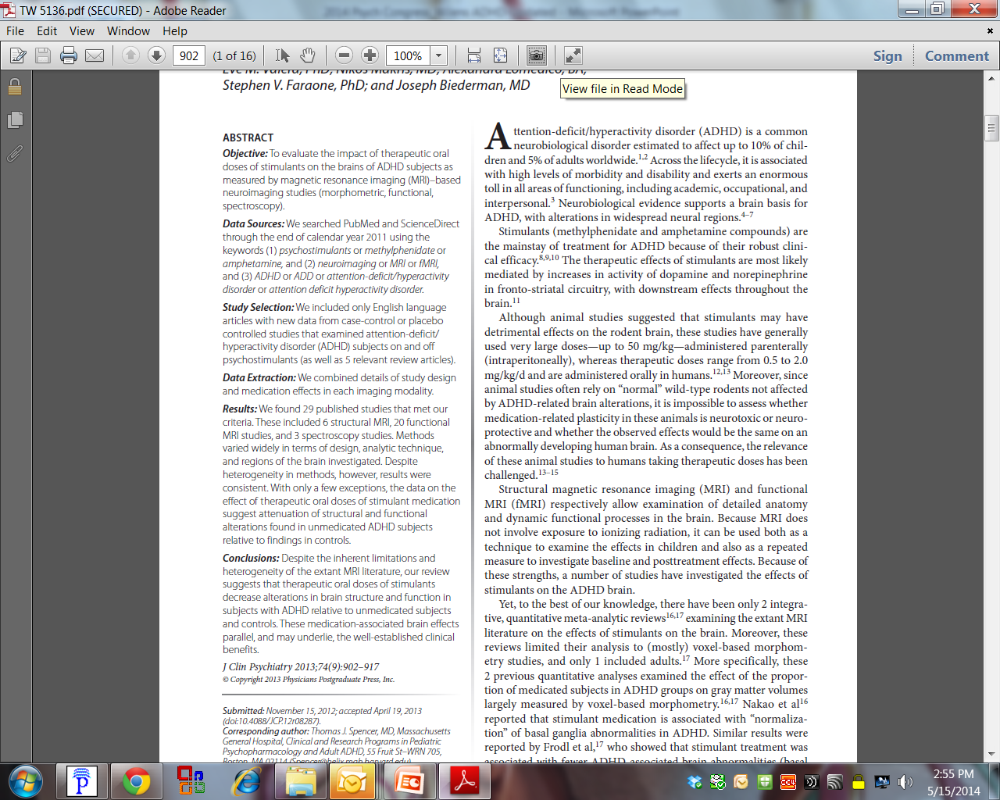 TW 5136.pdf (SECURED) - Adobe Reader
File Edit View Window Help
902 (1 of 16) 100% Sign Comment
View file in Read Mode
Eve M. Valera, PhD; Nikos Makris, MD; Alexandra Lomedico, BA;
Stephen V. Faraone, PhD; and Joseph Biederman, MD
ABSTRACT
Objective: To evaluate the impact of therapeutic oral
doses of stimulants on the brains of ADHD subjects as
measured by magnetic resonance imaging (MRI)–based
neuroimaging studies (morphometric, functional,
spectroscopy).
Data Sources: We searched PubMed and ScienceDirect
through the end of calendar year 2011 using the
keywords (1) psychostimulants or methylphenidate or
amphetamine, and (2) neuroimaging or MRI or fMRI,
and (3) ADHD or ADD or attention-deficit/hyperactivity
disorder or attention deficit hyperactivity disorder.
Study Selection: We included only English language
articles with new data from case-control or placebo
controlled studies that examined attention-deficit/
hyperactivity disorder (ADHD) subjects on and off
psychostimulants (as well as 5 relevant review articles).
Data Extraction: We combined details of study design
and medication effects in each imaging modality.
Results: We found 29 published studies that met our
criteria. These included 6 structural MRI, 20 functional
MRI studies, and 3 spectroscopy studies. Methods
varied widely in terms of design, analytic technique,
and regions of the brain investigated. Despite
heterogeneity in methods, however, results were
consistent. With only a few exceptions, the data on the
effect of therapeutic oral doses of stimulant medication
suggest attenuation of structural and functional
alterations found in unmedicated ADHD subjects
relative to findings in controls.
Conclusions: Despite the inherent limitations and
heterogeneity of the extant MRI literature, our review
suggests that therapeutic oral doses of stimulants
decrease alterations in brain structure and function in
subjects with ADHD relative to unmedicated subjects
and controls. These medication-associated brain effects
parallel, and may underlie, the well-established clinical
benefits.
J Clin Psychiatry 2013;74(9):902–917
© Copyright 2013 Physicians Postgraduate Press, Inc.
Submitted: November 15, 2012; accepted April 19, 2013
(doi:10.4088/JCP.12r08287).
Corresponding author: Thomas J. Spencer, MD, Massachusetts
General Hospital, Clinical and Research Programs in Pediatric
Psychopharmacology and Adult ADHD, 55 Fruit St–WRN 705,
Boston, MA 02114 (Spencer@helix.mgh.harvard.edu).
Attention-deficit/hyperactivity disorder (ADHD) is a common
neurobiological disorder estimated to affect up to 10% of chil-
dren and 5% of adults worldwide.1,2 Across the lifecycle, it is associated
with high levels of morbidity and disability and exerts an enormous
toll in all areas of functioning, including academic, occupational, and
interpersonal.3 Neurobiological evidence supports a brain basis for
ADHD, with alterations in widespread neural regions.4–7
Stimulants (methylphenidate and amphetamine compounds) are
the mainstay of treatment for ADHD because of their robust clini-
cal efficacy.8,9,10 The therapeutic effects of stimulants are most likely
mediated by increases in activity of dopamine and norepinephrine
in fronto-striatal circuitry, with downstream effects throughout the
brain.11
Although animal studies suggested that stimulants may have
detrimental effects on the rodent brain, these studies have generally
used very large doses—up to 50 mg/kg—administered parenterally
(intraperitoneally), whereas therapeutic doses range from 0.5 to 2.0
mg/kg/d and are administered orally in humans.12,13 Moreover, since
animal studies often rely on “normal” wild-type rodents not affected
by ADHD-related brain alterations, it is impossible to assess whether
medication-related plasticity in these animals is neurotoxic or neuro-
protective and whether the observed effects would be the same on an
abnormally developing human brain. As a consequence, the relevance
of these animal studies to humans taking therapeutic doses has been
challenged.13–15
Structural magnetic resonance imaging (MRI) and functional
MRI (fMRI) respectively allow examination of detailed anatomy
and dynamic functional processes in the brain. Because MRI does
not involve exposure to ionizing radiation, it can be used both as a
technique to examine the effects in children and also as a repeated
measure to investigate baseline and posttreatment effects. Because of
these strengths, a number of studies have investigated the effects of
stimulants on the ADHD brain.
Yet, to the best of our knowledge, there have been only 2 integra-
tive, quantitative meta-analytic reviews16,17 examining the extant MRI
literature on the effects of stimulants on the brain. Moreover, these
reviews limited their analysis to (mostly) voxel-based morphom-
etry studies, and only 1 included adults.17 More specifically, these
2 previous quantitative analyses examined the effect of the propor-
tion of medicated subjects in ADHD groups on gray matter volumes
largely measured by voxel-based morphometry.16,17 Nakao et al16
reported that stimulant medication is associated with “normaliza-
tion” of basal ganglia abnormalities in ADHD. Similar results were
reported by Frodl et al,17 who showed that stimulant treatment was
associated with fewer ADHD-associated brain abnormalities (basal
2:55 PM
5/15/2014